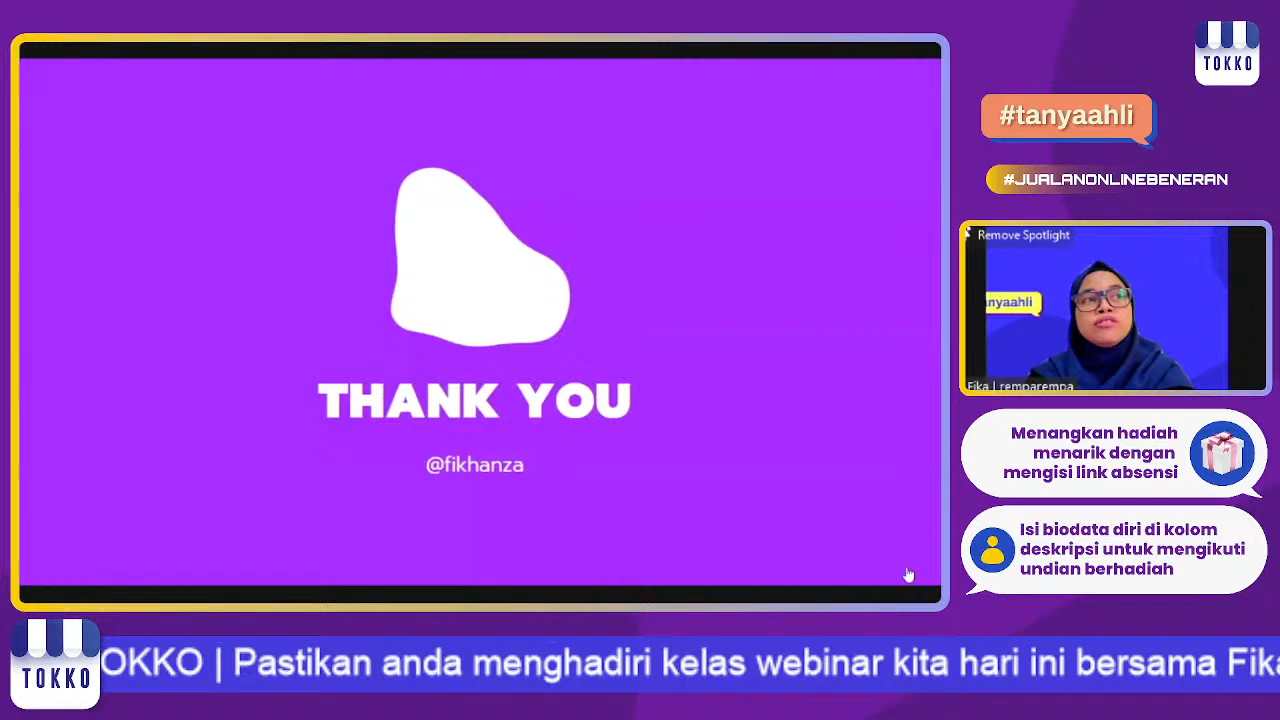 TOKKO
#tanyaahli
#JUALANONLINEBENERAN
Remove Spotlight
anyaahli
Fika | remparempa
THANK YOU
@fikhanza
Menangkan hadiah
menarik dengan
mengisi link absensi
Isi biodata diri di kolom
deskripsi untuk mengikuti
undian berhadiah
TOKKO
OKKO | Pastikan anda menghadiri kelas webinar kita hari ini bersama Fika